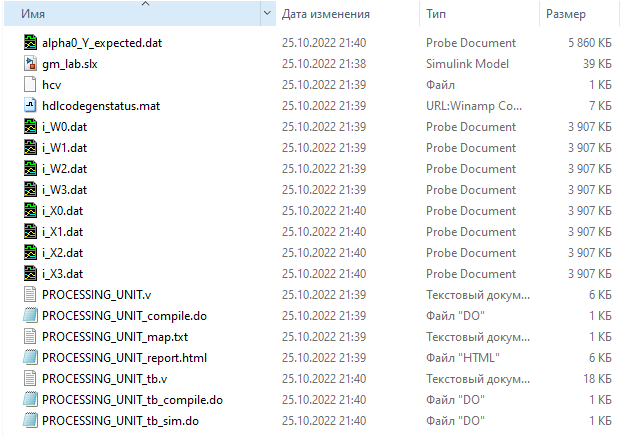 Имя Дата изменения Тип Размер
alpha0_Y_expected.dat 25.10.2022 21:40 Probe Document 5 860 КБ
gm_lab.slx 25.10.2022 21:38 Simulink Model 39 КБ
hcv 25.10.2022 21:39 Файл 1 КБ
hdlcodegenstatus.mat 25.10.2022 21:40 URL:Winamp Co... 7 КБ
i_W0.dat 25.10.2022 21:39 Probe Document 3 907 КБ
i_W1.dat 25.10.2022 21:39 Probe Document 3 907 КБ
i_W2.dat 25.10.2022 21:39 Probe Document 3 907 КБ
i_W3.dat 25.10.2022 21:39 Probe Document 3 907 КБ
i_X0.dat 25.10.2022 21:40 Probe Document 3 907 КБ
i_X1.dat 25.10.2022 21:40 Probe Document 3 907 КБ
i_X2.dat 25.10.2022 21:40 Probe Document 3 907 КБ
i_X3.dat 25.10.2022 21:40 Probe Document 3 907 КБ
PROCESSING_UNIT.v 25.10.2022 21:39 Текстовый докум... 6 КБ
PROCESSING_UNIT_compile.do 25.10.2022 21:39 Файл "DO" 1 КБ
PROCESSING_UNIT_map.txt 25.10.2022 21:39 Текстовый докум... 1 КБ
PROCESSING_UNIT_report.html 25.10.2022 21:39 Файл "HTML" 6 КБ
PROCESSING_UNIT_tb.v 25.10.2022 21:40 Текстовый докум... 18 КБ
PROCESSING_UNIT_tb_compile.do 25.10.2022 21:40 Файл "DO" 1 КБ
PROCESSING_UNIT_tb_sim.do 25.10.2022 21:40 Файл "DO" 1 КБ